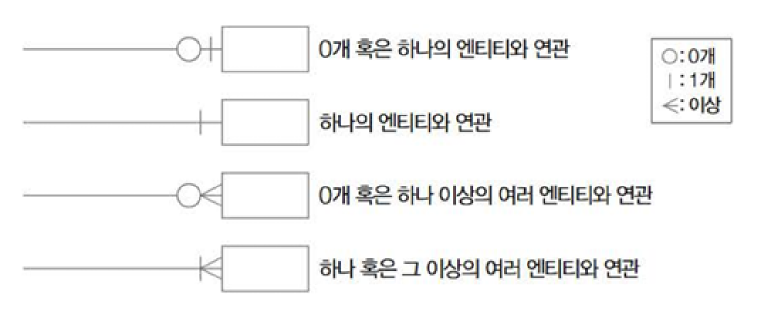 0개 혹은 하나의 엔티티와 연관
○: 0개
|: 1개
⋲: 이상
하나의 엔티티와 연관
0개 혹은 하나 이상의 여러 엔티티와 연관
하나 혹은 그 이상의 여러 엔티티와 연관